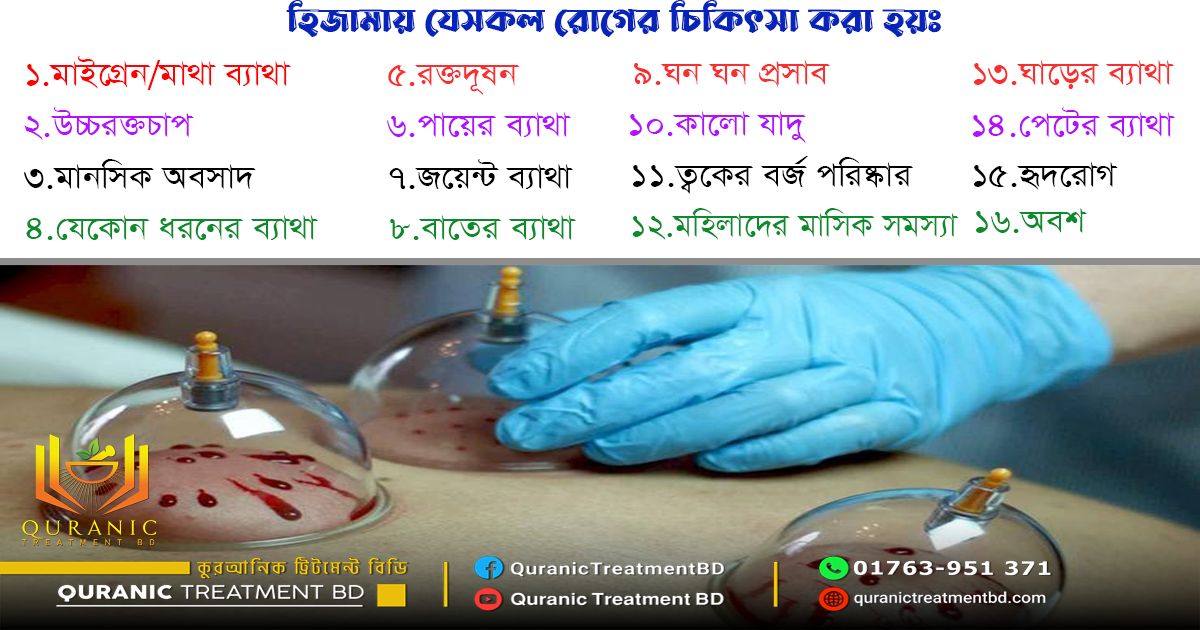 হিজামায় যেসকল রোগের চিকিৎসা করা হয়ঃ
১.মাইগ্রেন/মাথা ব্যাথা
২.উচ্চরক্তচাপ
৩.মানসিক অবসাদ
৪.যেকোন ধরনের ব্যাথা
৫.রক্তদূষন
৬.পায়ের ব্যাথা
৭.জয়েন্ট ব্যাথা
৮.বাতের ব্যাথা
৯.ঘন ঘন প্রসাব
১০.কালো যাদু
১১.ত্বকের বর্জ পরিষ্কার
১২.মহিলাদের মাসিক সমস্যা
১৩.ঘাড়ের ব্যাথা
১৪.পেটের ব্যাথা
১৫.হৃদরোগ
১৬.অবশ
QURANIC
TREATMENT BD
কুরআনিক ট্রিটমেন্ট বিডি
QURANIC TREATMENT BD
QuranicTreatmentBD
Quranic Treatment BD
01763-951 371
quranictreatmentbd.com